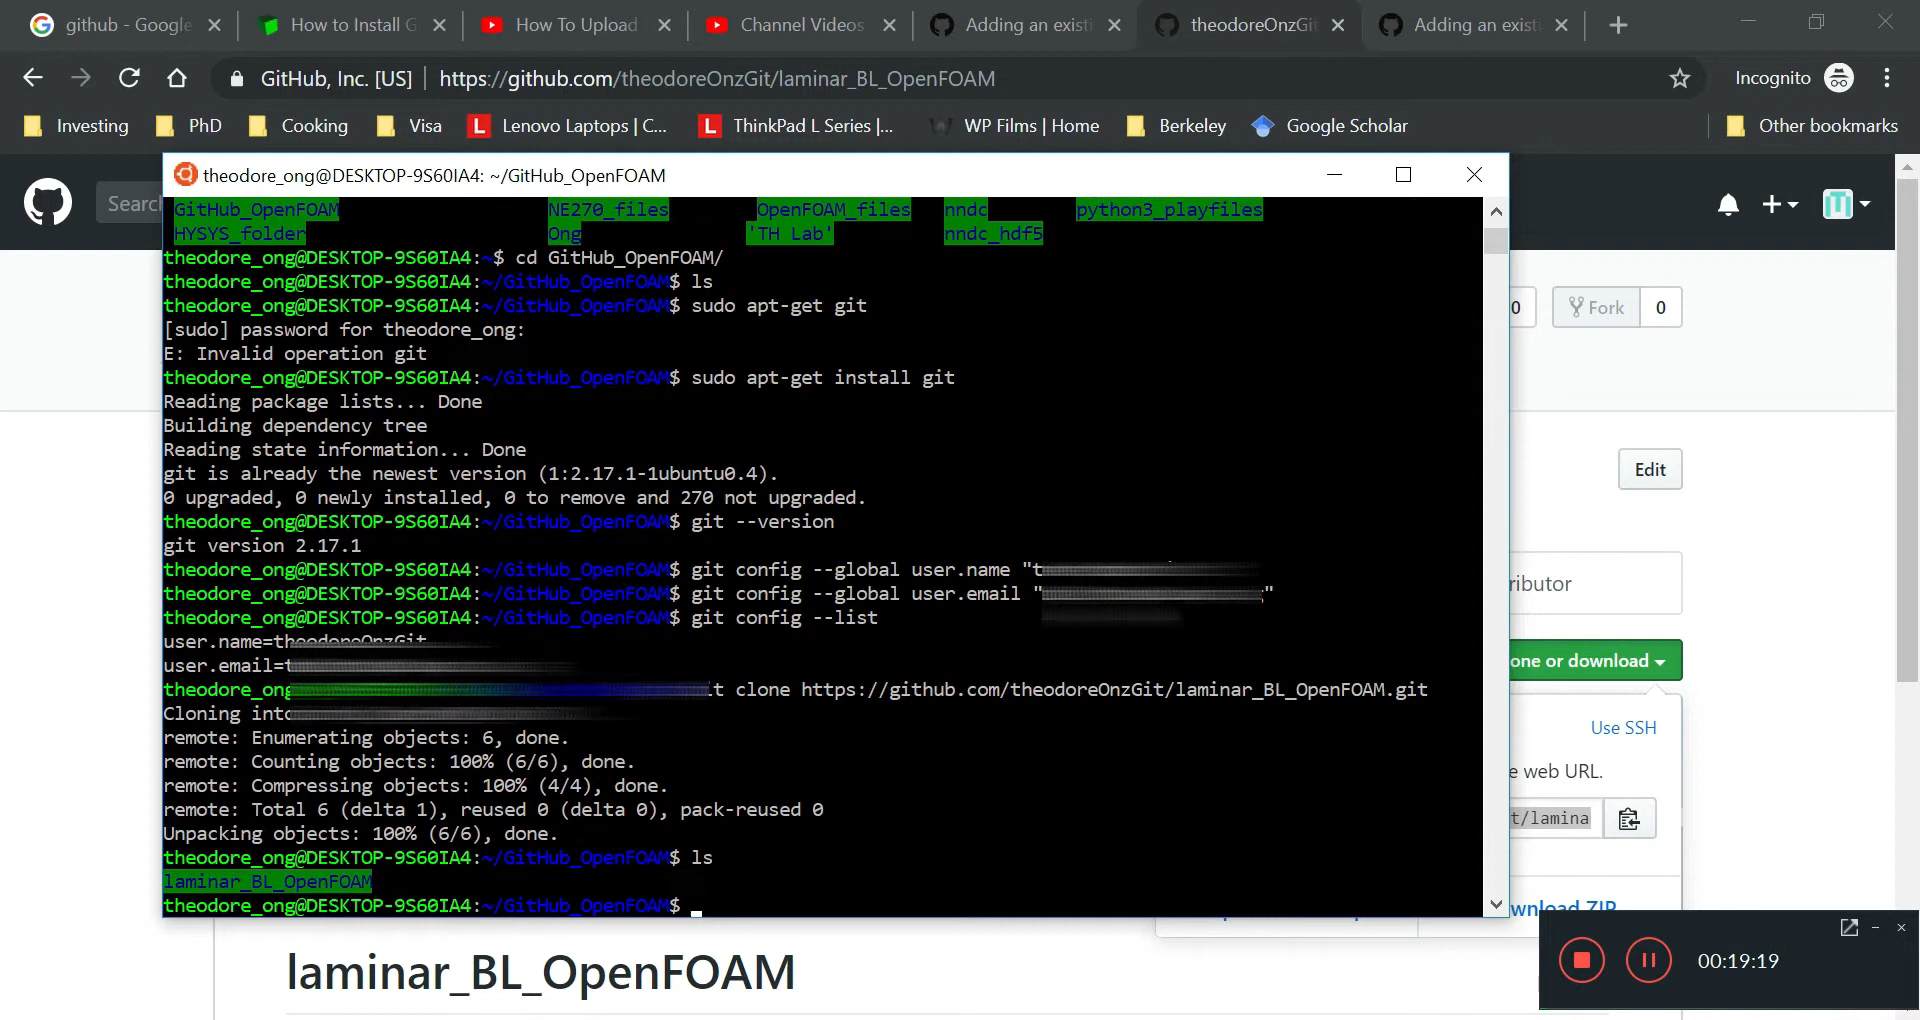 github - Google
How to Install G
How To Upload
Channel Videos
Adding an existi
theodoreOnzGit
Adding an existi
GitHub, Inc. [US]
https://github.com/theodoreOnzGit/laminar_BL_OpenFOAM
Incognito
Investing
PhD
Cooking
Visa
Lenovo Laptops | C...
ThinkPad L Series |...
WP Films | Home
Berkeley
Google Scholar
Other bookmarks
theodore_ong@DESKTOP-9S60IA4: ~/GitHub_OpenFOAM
Search
GitHub_OpenFOAM NE270_files OpenFOAM_files nndc python3_playfiles
HYSYS_folder Ong 'TH Lab' nndc_hdf5
theodore_ong@DESKTOP-9S60IA4:~$ cd GitHub_OpenFOAM/
theodore_ong@DESKTOP-9S60IA4:~/GitHub_OpenFOAM$ ls
theodore_ong@DESKTOP-9S60IA4:~/GitHub_OpenFOAM$ sudo apt-get git
[sudo] password for theodore_ong:
E: Invalid operation git
theodore_ong@DESKTOP-9S60IA4:~/GitHub_OpenFOAM$ sudo apt-get install git
Reading package lists... Done
Building dependency tree
Reading state information... Done
git is already the newest version (1:2.17.1-1ubuntu0.4).
0 upgraded, 0 newly installed, 0 to remove and 270 not upgraded.
theodore_ong@DESKTOP-9S60IA4:~/GitHub_OpenFOAM$ git --version
git version 2.17.1
theodore_ong@DESKTOP-9S60IA4:~/GitHub_OpenFOAM$ git config --global user.name "t
theodore_ong@DESKTOP-9S60IA4:~/GitHub_OpenFOAM$ git config --global user.email " "
theodore_ong@DESKTOP-9S60IA4:~/GitHub_OpenFOAM$ git config --list
user.name=theodoreOnzGit
user.email=t
theodore_ong t clone https://github.com/theodoreOnzGit/laminar_BL_OpenFOAM.git
Cloning into
remote: Enumerating objects: 6, done.
remote: Counting objects: 100% (6/6), done.
remote: Compressing objects: 100% (4/4), done.
remote: Total 6 (delta 1), reused 0 (delta 0), pack-reused 0
Unpacking objects: 100% (6/6), done.
theodore_ong@DESKTOP-9S60IA4:~/GitHub_OpenFOAM$ ls
laminar_BL_OpenFOAM
theodore_ong@DESKTOP-9S60IA4:~/GitHub_OpenFOAM$
0
Fork
0
Edit
ributor
one or download
Use SSH
e web URL.
t/lamina
wnload ZIP
laminar_BL_OpenFOAM
00:19:19